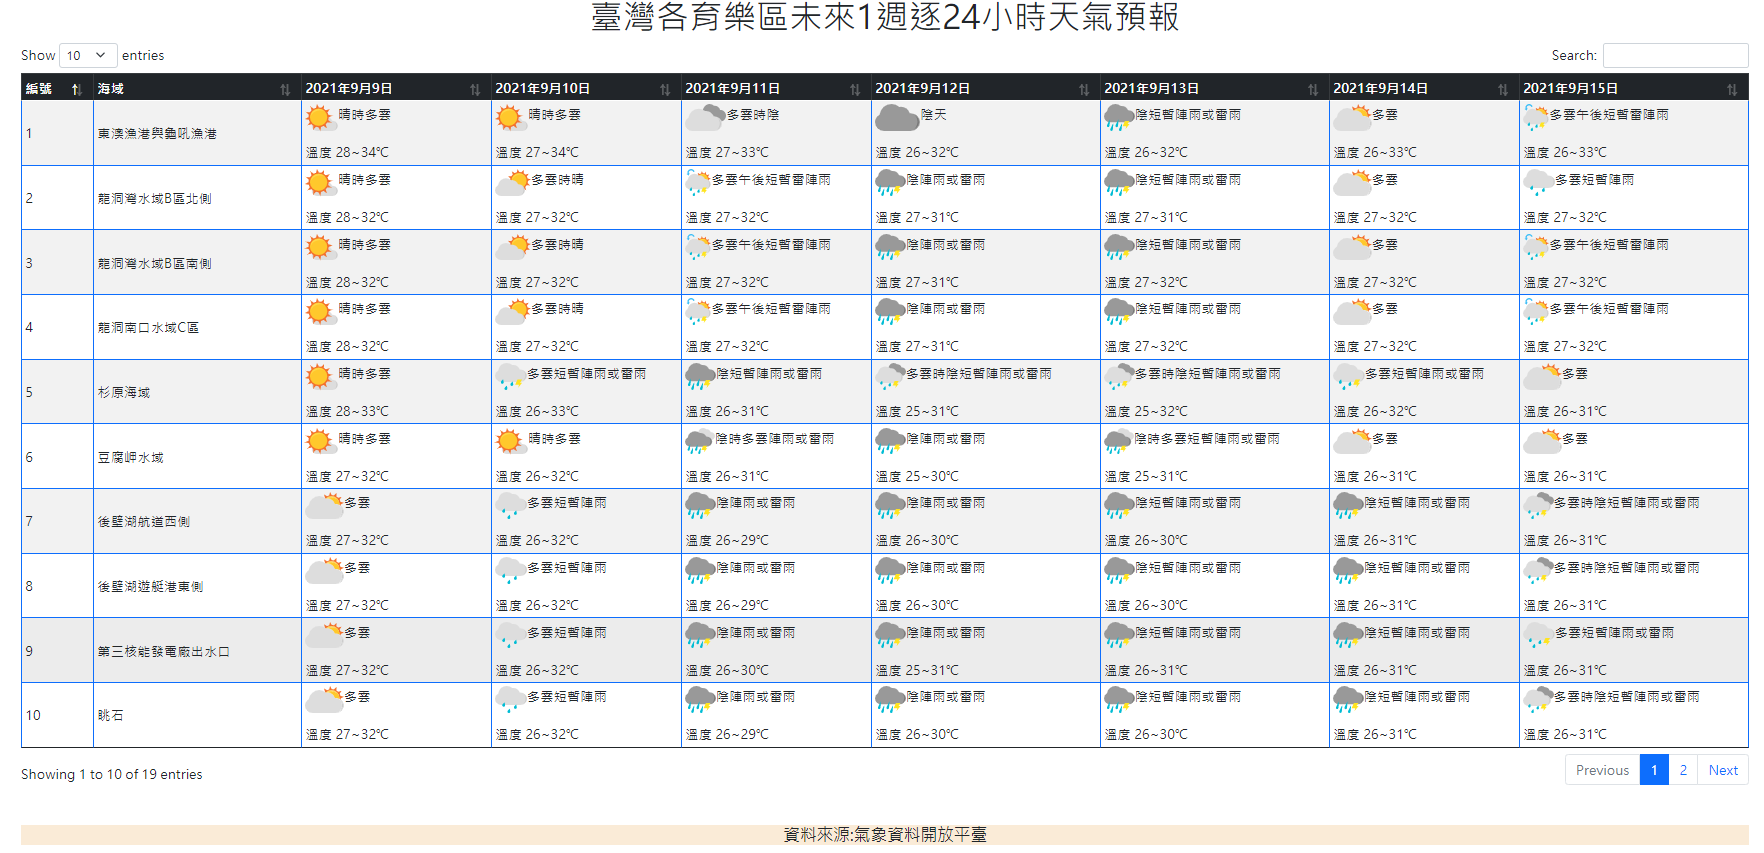 臺灣各育樂區未來1週逐24小時天氣預報
Show 10 entries Search:
編號 海域 2021年9月9日 2021年9月10日 2021年9月11日 2021年9月12日 2021年9月13日 2021年9月14日 2021年9月15日
晴時多雲 晴時多雲 多雲時陰 陰天 陰短暫陣雨或雷雨 多雲 多雲午後短暫雷陣雨
1 東澳漁港與龜吼漁港
溫度 28~34℃ 溫度 27~34℃ 溫度 27~33℃ 溫度 26~32℃ 溫度 26~32℃ 溫度 26~33℃ 溫度 26~33℃
晴時多雲 多雲時晴 多雲午後短暫雷陣雨 陰陣雨或雷雨 陰短暫陣雨或雷雨 多雲 多雲短暫陣雨
2 龍洞灣水域B區北側
溫度 28~32℃ 溫度 27~32℃ 溫度 27~32℃ 溫度 27~31℃ 溫度 27~31℃ 溫度 27~32℃ 溫度 27~32℃
晴時多雲 多雲時晴 多雲午後短暫雷陣雨 陰陣雨或雷雨 陰短暫陣雨或雷雨 多雲 多雲午後短暫雷陣雨
3 龍洞灣水域B區南側
溫度 28~32℃ 溫度 27~32℃ 溫度 27~32℃ 溫度 27~31℃ 溫度 27~32℃ 溫度 27~32℃ 溫度 27~32℃
晴時多雲 多雲時晴 多雲午後短暫雷陣雨 陰陣雨或雷雨 陰短暫陣雨或雷雨 多雲 多雲午後短暫雷陣雨
4 龍洞南口水域C區
溫度 28~32℃ 溫度 27~32℃ 溫度 27~32℃ 溫度 27~31℃ 溫度 27~32℃ 溫度 27~32℃ 溫度 27~32℃
晴時多雲 多雲短暫陣雨或雷雨 陰短暫陣雨或雷雨 多雲時陰短暫陣雨或雷雨 多雲時陰短暫陣雨或雷雨 多雲短暫陣雨或雷雨 多雲
5 杉原海域
溫度 28~33℃ 溫度 26~33℃ 溫度 26~31℃ 溫度 25~31℃ 溫度 25~32℃ 溫度 26~32℃ 溫度 26~31℃
晴時多雲 晴時多雲 陰時多雲陣雨或雷雨 陰陣雨或雷雨 陰時多雲短暫陣雨或雷雨 多雲 多雲
6 豆腐岬水域
溫度 27~32℃ 溫度 26~32℃ 溫度 26~31℃ 溫度 25~30℃ 溫度 25~31℃ 溫度 26~31℃ 溫度 26~31℃
多雲 多雲短暫陣雨 陰陣雨或雷雨 陰陣雨或雷雨 陰短暫陣雨或雷雨 陰短暫陣雨或雷雨 多雲時陰短暫陣雨或雷雨
7 後壁湖航道西側
溫度 27~32℃ 溫度 26~32℃ 溫度 26~29℃ 溫度 26~30℃ 溫度 26~30℃ 溫度 26~31℃ 溫度 26~31℃
多雲 多雲短暫陣雨 陰陣雨或雷雨 陰陣雨或雷雨 陰短暫陣雨或雷雨 陰短暫陣雨或雷雨 多雲時陰短暫陣雨或雷雨
8 後壁湖遊艇港東側
溫度 27~32℃ 溫度 26~32℃ 溫度 26~29℃ 溫度 26~30℃ 溫度 26~30℃ 溫度 26~31℃ 溫度 26~31℃
多雲 多雲短暫陣雨 陰陣雨或雷雨 陰陣雨或雷雨 陰短暫陣雨或雷雨 陰短暫陣雨或雷雨 多雲短暫陣雨或雷雨
9 第三核能發電廠出水口
溫度 27~32℃ 溫度 26~32℃ 溫度 26~30℃ 溫度 25~31℃ 溫度 26~31℃ 溫度 26~31℃ 溫度 26~31℃
多雲 多雲短暫陣雨 陰陣雨或雷雨 陰陣雨或雷雨 陰短暫陣雨或雷雨 陰短暫陣雨或雷雨 多雲時陰短暫陣雨或雷雨
10 眺石
溫度 27~32℃ 溫度 26~32℃ 溫度 26~29℃ 溫度 26~30℃ 溫度 26~30℃ 溫度 26~31℃ 溫度 26~31℃
Showing 1 to 10 of 19 entries Previous 1 2 Next
資料來源:氣象資料開放平臺